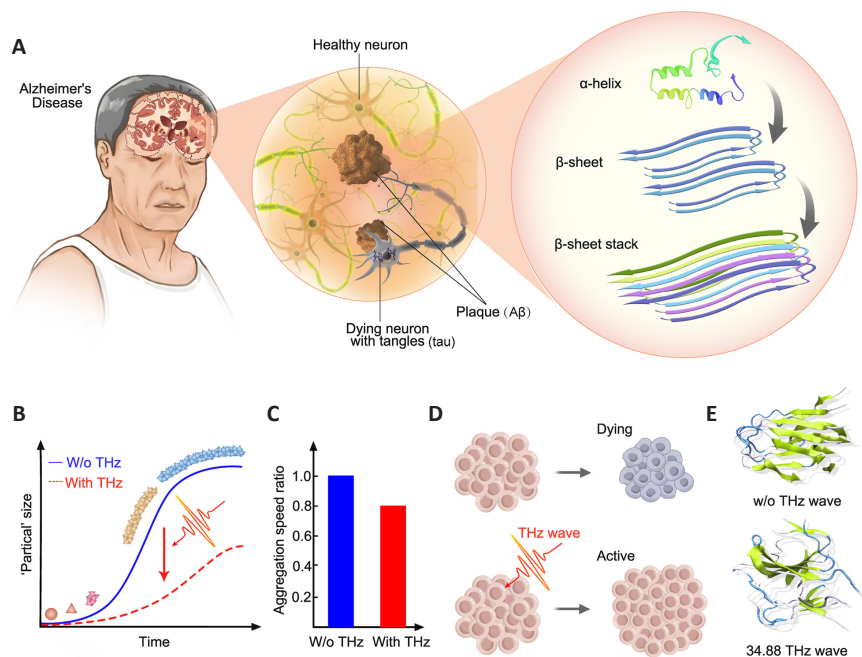 A
Healthy neuron
Alzheimer's
Disease
α-helix
β-sheet
β-sheet stack
Plaque (Aβ)
Dying neuron
with tangles (tau)
B
W/o THz
With THz
'Partical' size
Time
C
Aggregation speed ratio
1.0
0.8
0.6
0.4
0.2
W/o THz
With THz
D
Dying
THz wave
Active
E
w/o THz wave
34.88 THz wave